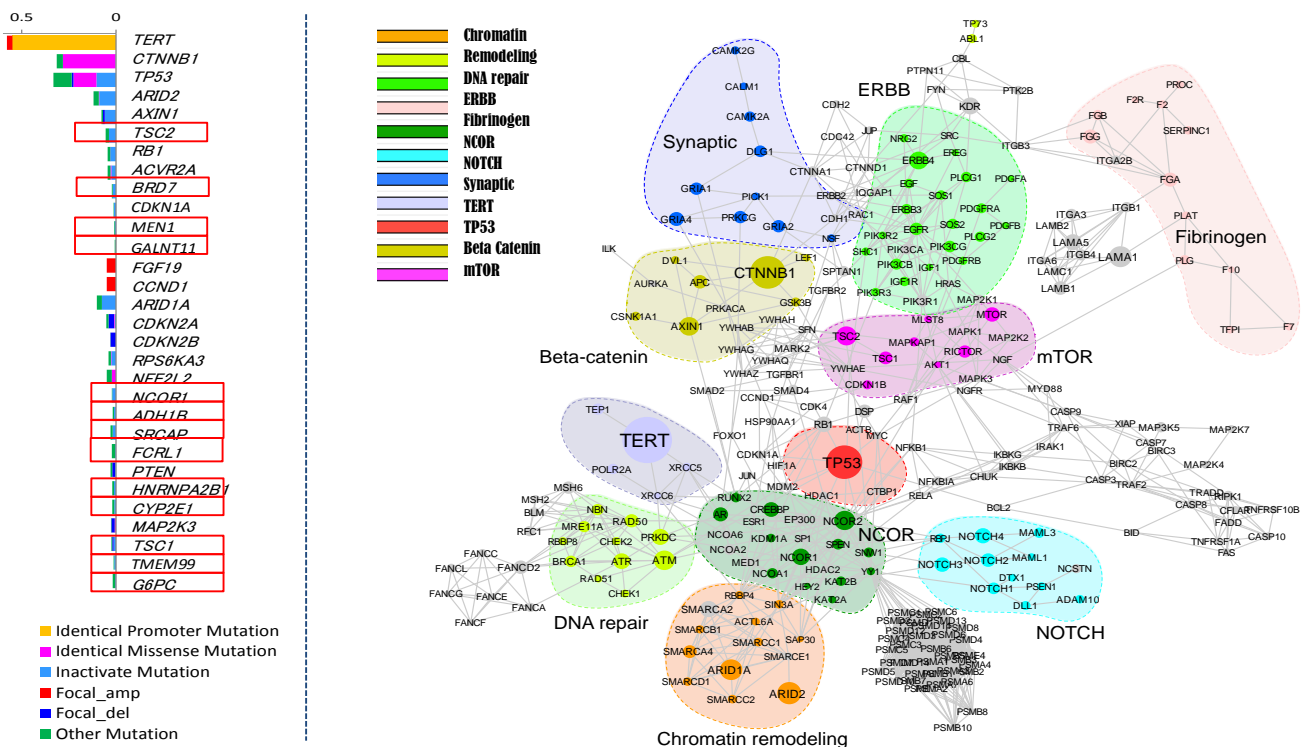 0.5
0
TERT
CTNNB1
TP53
ARID2
AXIN1
TSC2
RB1
ACVR2A
BRD7
CDKN1A
MEN1
GALNT11
FGF19
CCND1
ARID1A
CDKN2A
CDKN2B
RPS6KA3
NFE2L2
NCOR1
ADH1B
SRCAP
FCRL1
PTEN
HNRNPA2B1
CYP2E1
MAP2K3
TSC1
TMEM99
G6PC
Identical Promoter Mutation
Identical Missense Mutation
Inactivate Mutation
Focal_amp
Focal_del
Other Mutation
Chromatin
Remodeling
DNA repair
ERBB
Fibrinogen
NCOR
NOTCH
Synaptic
TERT
TP53
Beta Catenin
mTOR
Synaptic
CAMK2G
CALM1
CAMK2A
DLG1
GRIA1
PICK1
GRIA4
PRKCG
GRIA2
NSF
ERBB
TP73
ABL1
CBL
PTPN11
FYN
PTK2B
KDR
CDH2
JUP
CDC42
CTNNA1
CTNND1
ERBB2
IQGAP1
CDH1
RAC1
NRG2
SRC
ERBB4
EREG
EGF
PLCG1
PDGFA
SOS1
ERBB3
PDGFRA
SOS2
PDGFB
EGFR
PLCG2
PIK3R2
PIK3CA
PIK3CG
SHC1
PIK3CB
IGF1
PDGFRB
IGF1R
HRAS
PIK3R3
PIK3R1
MAP2K1
ITGB3
Fibrinogen
PROC
F2R
F2
FGB
SERPINC1
FGG
ITGA2B
FGA
PLAT
PLG
F10
TFPI
F7
ITGA3
ITGB1
LAMB2
LAMA5
ITGB4
LAMA1
ITGA6
LAMC1
LAMB1
Beta-catenin
ILK
DVL1
CTNNB1
LEF1
SPTAN1
AURKA
APC
TGFBR2
PRKACA
GSK3B
CSNK1A1
AXIN1
YWHAH
YWHAB
SFN
YWHAG
MARK2
YWHAQ
YWHAZ
TGFBR1
SMAD2
SMAD4
CCND1
mTOR
MTOR
MLST8
TSC2
MAPK1
MAPKAP1
MAP2K2
TSC1
RICTOR
YWHAE
AKT1
NGF
CDKN1B
MAPK3
NGFR
RAF1
MYD88
TERT
TEP1
POLR2A
XRCC5
XRCC6
FOXO1
HSP90AA1
CDK4
DSP
RB1
ACTB
MYC
CDKN1A
HIF1A
JUN
MDM2
TP53
HDAC1
CTBP1
NFKB1
NFKBIA
RELA
IKBKG
IKBKB
CHUK
IRAK1
TRAF6
CASP9
XIAP
MAP3K5
CASP7
BIRC3
MAP2K7
BIRC2
MAP2K4
CASP3
TRAF2
TRADD
RIPK1
CASP8
CFLAR
TNFRSF10B
FADD
BCL2
TNFRSF1A
BID
CASP10
FAS
DNA repair
MSH6
MSH2
BLM
NBN
RFC1
MRE11A
RAD50
RBBP8
CHEK2
PRKDC
BRCA1
ATR
ATM
RAD51
CHEK1
FANCC
FANCL
FANCD2
FANCG
FANCE
FANCA
FANCF
NCOR
RUNX2
AR
CREBBP
ESR1
EP300
NCOR2
NCOA6
KDM1A
SP1
SPEN
NCOA2
MED1
NCOR1
SNW1
HDAC2
YY1
NCOA1
KAT2B
HEY2
KAT2A
NOTCH
RBPJ
NOTCH4
MAML3
NOTCH3
NOTCH2
MAML1
NCSTN
DTX1
NOTCH1
PSEN1
DLL1
ADAM10
Chromatin remodeling
RBBP4
SIN3A
SMARCA2
ACTL6A
SMARCB1
SMARCC1
SAP30
SMARCA4
SMARCE1
ARID1A
SMARCD1
ARID2
SMARCC2
PSMC6
PSMD13
PSMD8
PSMD4
PSMC5
PSMB6
PSMA4
PSMD5
PSMA1
PSMB2
PSMA6
PSMA2
PSMB8
PSMB10